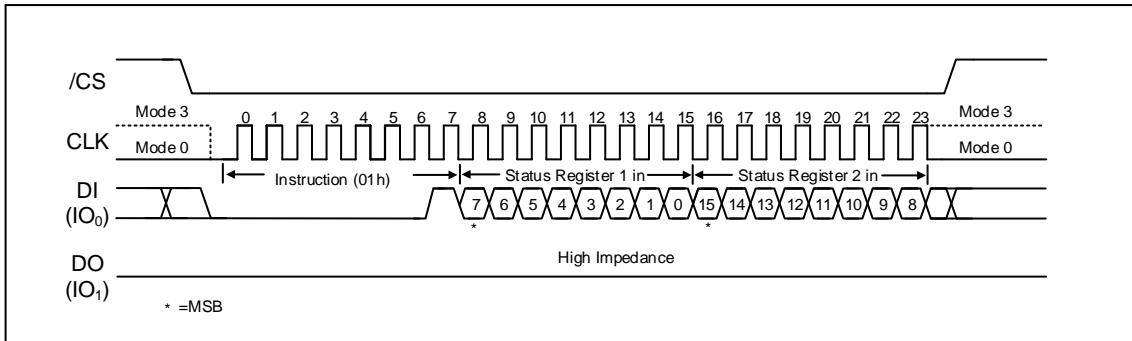 /CS
Mode 3
0 1 2 3 4 5 6 7 8 9 10 11 12 13 14 15 16 17 18 19 20 21 22 23
Mode 3
CLK
Mode 0
Mode 0
Instruction (01h)
Status Register 1 in
Status Register 2 in
DI
(IO₀)
7 6 5 4 3 2 1 0 15 14 13 12 11 10 9 8
* *
High Impedance
DO
(IO₁)
* =MSB